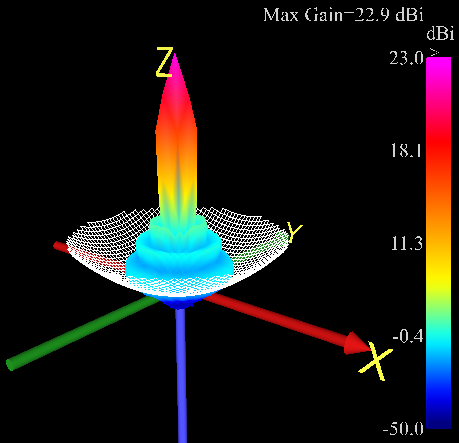 Max Gain=22.9 dBi
dBi
>
23.0
Z
18.1
Y
11.3
-0.4
X
-50.0